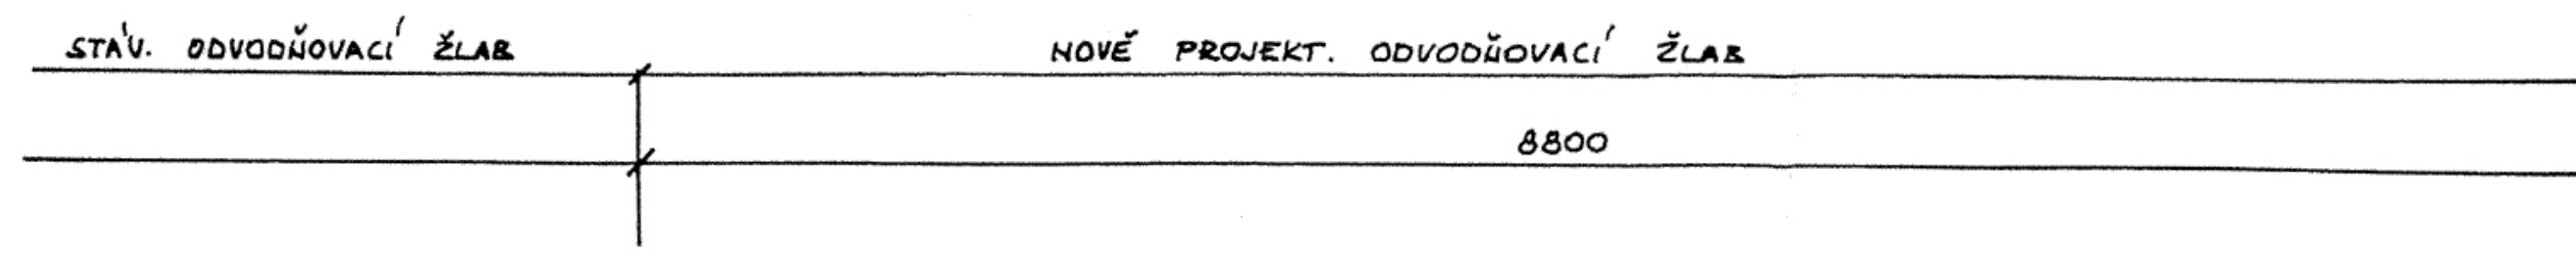 STÁV. ODVODŇOVACÍ ŽLAB
NOVĚ PROJEKT. ODVODŇOVACÍ ŽLAB
8800